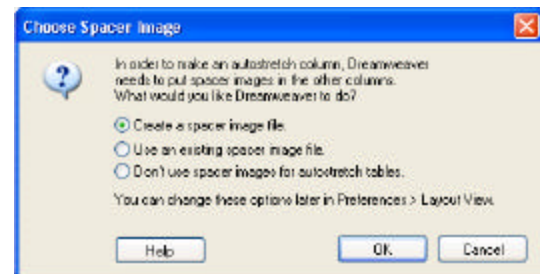 Choose Spacer Image
In order to make an autostretch column, Dreamweaver
needs to put spacer images in the other columns.
What would you like Dreamweaver to do?
Create a spacer image file.
Use an existing spacer image file.
Don't use spacer images for autostretch tables.
You can change these options later in Preferences > Layout View.
Help
OK
Cancel